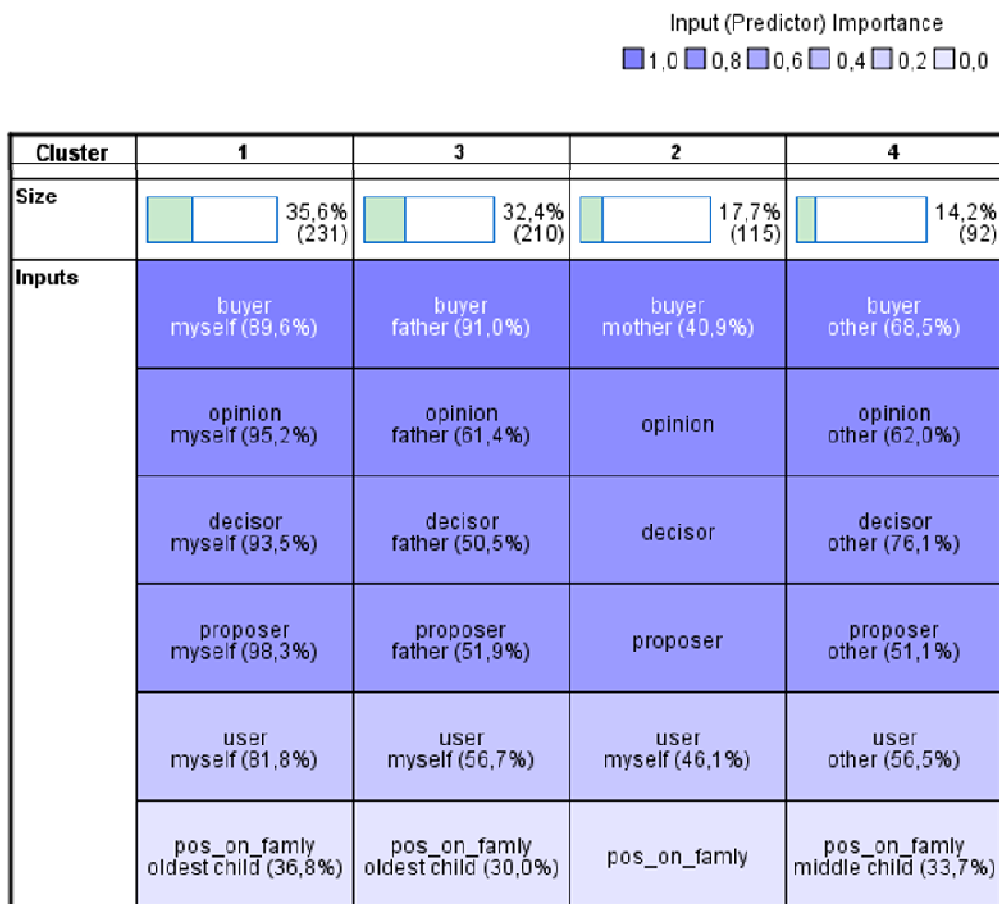 Input (Predictor) Importance
1,0 0,8 0,6 0,4 0,2 0,0
Cluster 1 3 2 4
Size
35,6% 32,4% 17,7% 14,2%
(231) (210) (115) (92)
Inputs
buyer buyer buyer buyer
myself (89,6%) father (91,0%) mother (40,9%) other (68,5%)
opinion opinion opinion opinion
myself (95,2%) father (61,4%) other (62,0%)
decisor decisor decisor decisor
myself (93,5%) father (50,5%) other (76,1%)
proposer proposer proposer proposer
myself (98,3%) father (51,9%) other (51,1%)
user user user user
myself (81,8%) myself (56,7%) myself (46,1%) other (56,5%)
pos_on_famly pos_on_famly pos_on_famly pos_on_famly
oldest child (36,8%) oldest child (30,0%) middle child (33,7%)